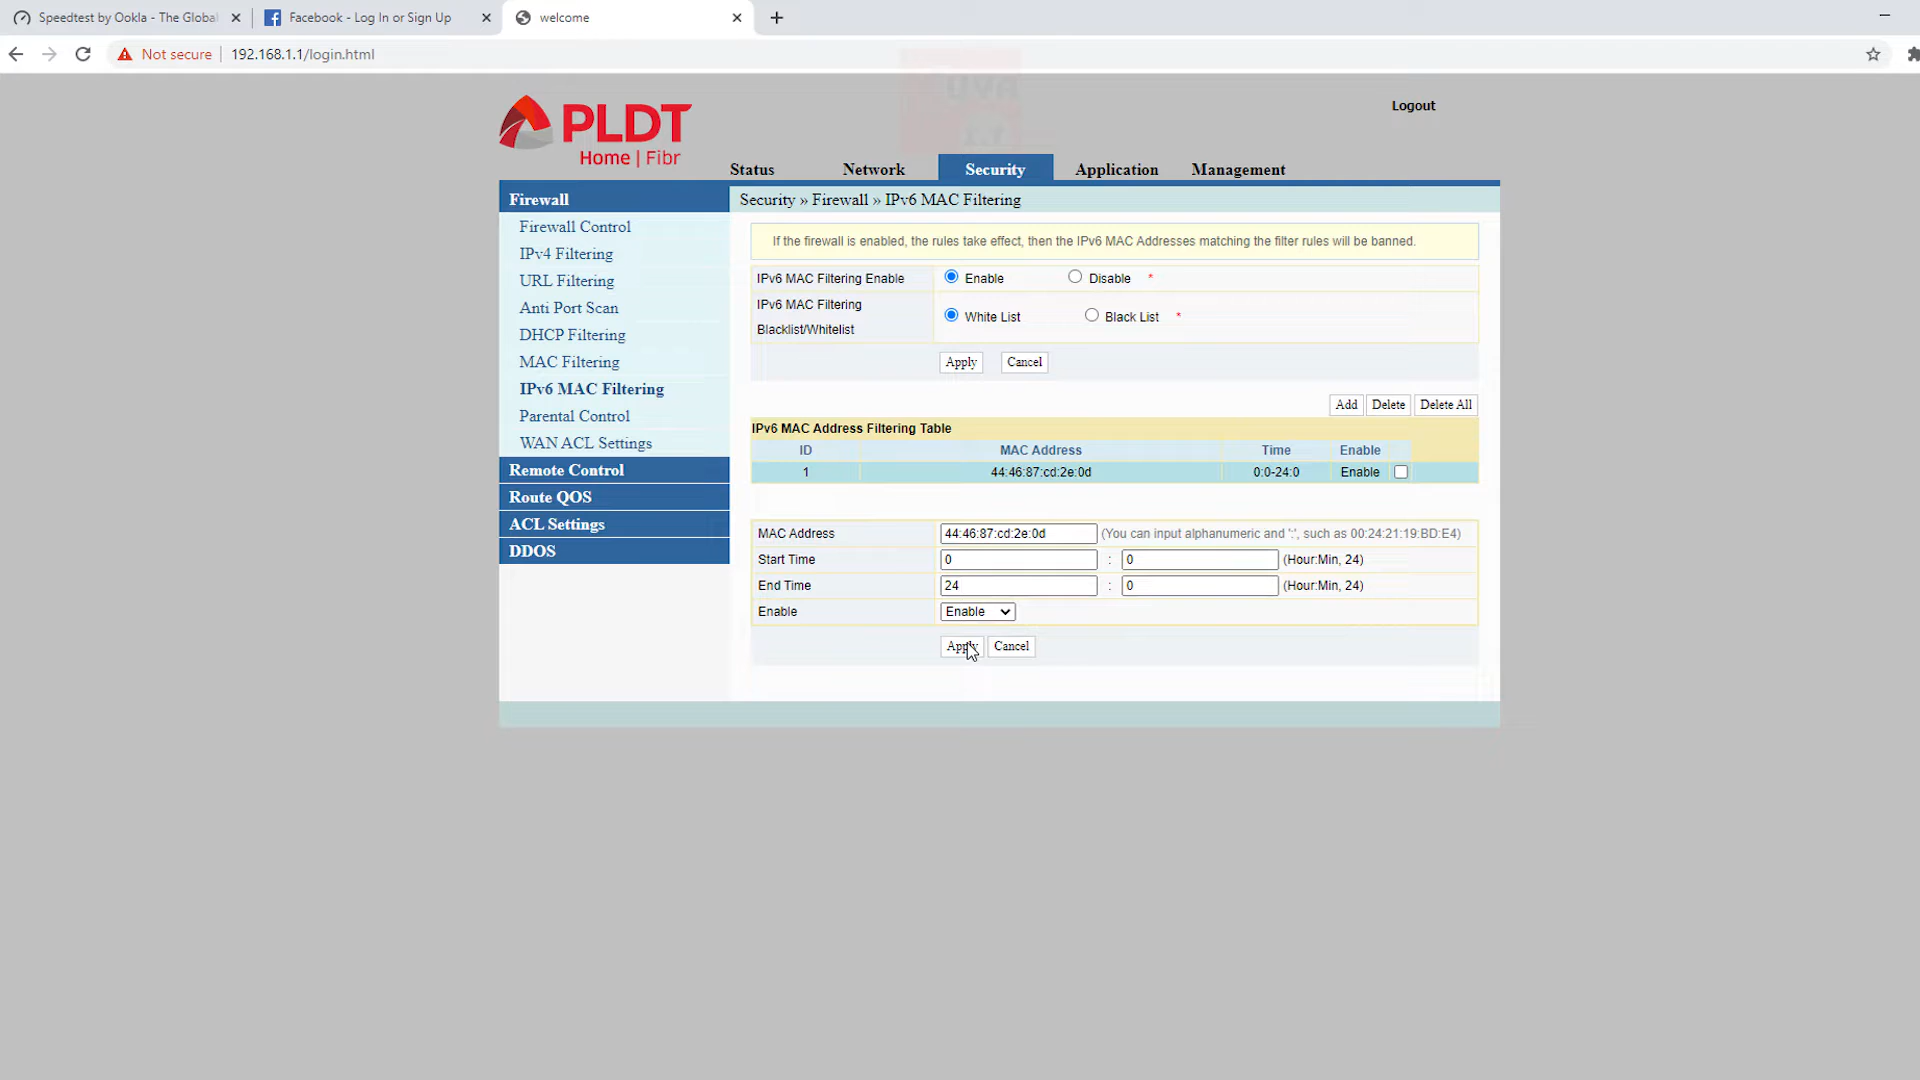 Speedtest by Ookla - The Global
Facebook - Log In or Sign Up
welcome
Not secure
192.168.1.1/login.html
PLDT
Home | Fibr
Logout
Status
Network
Security
Application
Management
Firewall
Security » Firewall » IPv6 MAC Filtering
Firewall Control
IPv4 Filtering
URL Filtering
Anti Port Scan
DHCP Filtering
MAC Filtering
IPv6 MAC Filtering
Parental Control
WAN ACL Settings
Remote Control
Route QOS
ACL Settings
DDOS
If the firewall is enabled, the rules take effect, then the IPv6 MAC Addresses matching the filter rules will be banned.
IPv6 MAC Filtering Enable Enable Disable *
IPv6 MAC Filtering
Blacklist/Whitelist
White List Black List *
Apply Cancel
Add Delete Delete All
IPv6 MAC Address Filtering Table
ID MAC Address Time Enable
1 44:46:87:cd:2e:0d 0:0-24:0 Enable
MAC Address 44:46:87:cd:2e:0d (You can input alphanumeric and ':', such as 00:24:21:19:BD:E4)
Start Time 0 : 0 (Hour:Min, 24)
End Time 24 : 0 (Hour:Min, 24)
Enable Enable
Apply Cancel